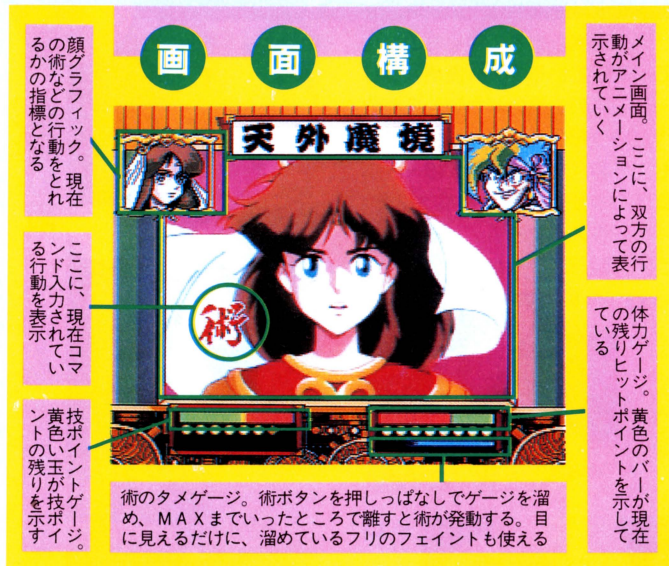 画面構成
メイン画面。ここに、双方の行
動がアニメーションによって表
示されていく
顔グラフィック。現在
の術などの行動をとれ
るかの指標となる
天外魔境
ここに、現在コマ
ンド入力されてい
る行動を表示
術
体力ゲージ。黄色のバーが現在
の残りヒットポイントを示して
いる
技ポイントゲージ。
黄色い玉が技ポイ
ントの残りを示す
術のタメゲージ。術ボタンを押しっぱなしでゲージを溜
め、MAXまでいったところで離すと術が発動する。目
に見えるだけに、溜めているフリのフェイントも使える